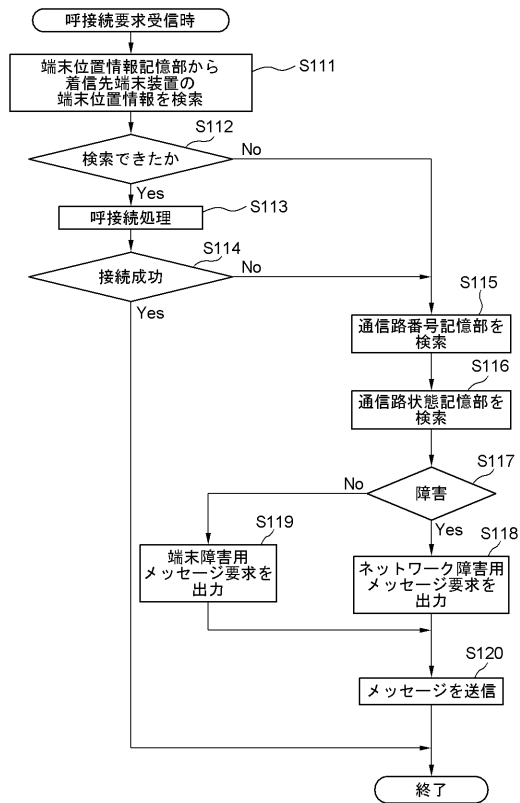 呼接続要求受信時
端末位置情報記憶部から
着信先端末装置の
端末位置情報を検索
S111
S112
検索できたか
No
Yes
呼接続処理
S113
S114
接続成功
No
Yes
S115
通信路番号記憶部を
検索
S116
通信路状態記憶部を
検索
S117
障害
No
Yes
S119
端末障害用
メッセージ要求を
出力
S118
ネットワーク障害用
メッセージ要求を
出力
S120
メッセージを送信
終了